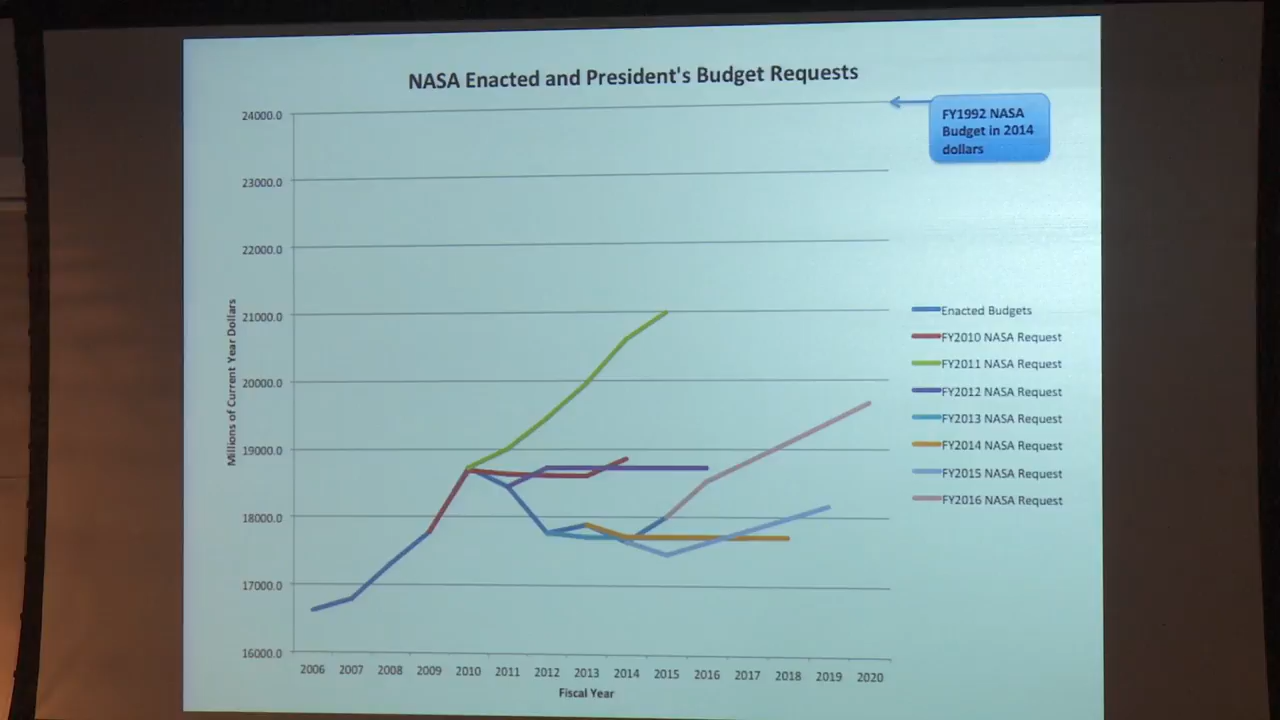 NASA Enacted and President's Budget Requests
FY1992 NASA
Budget in 2014
dollars
24000.0
23000.0
22000.0
21000.0
20000.0
19000.0
18000.0
17000.0
16000.0
Millions of Current Year Dollars
Enacted Budgets
FY2010 NASA Request
FY2011 NASA Request
FY2012 NASA Request
FY2013 NASA Request
FY2014 NASA Request
FY2015 NASA Request
FY2016 NASA Request
2006 2007 2008 2009 2010 2011 2012 2013 2014 2015 2016 2017 2018 2019 2020
Fiscal Year